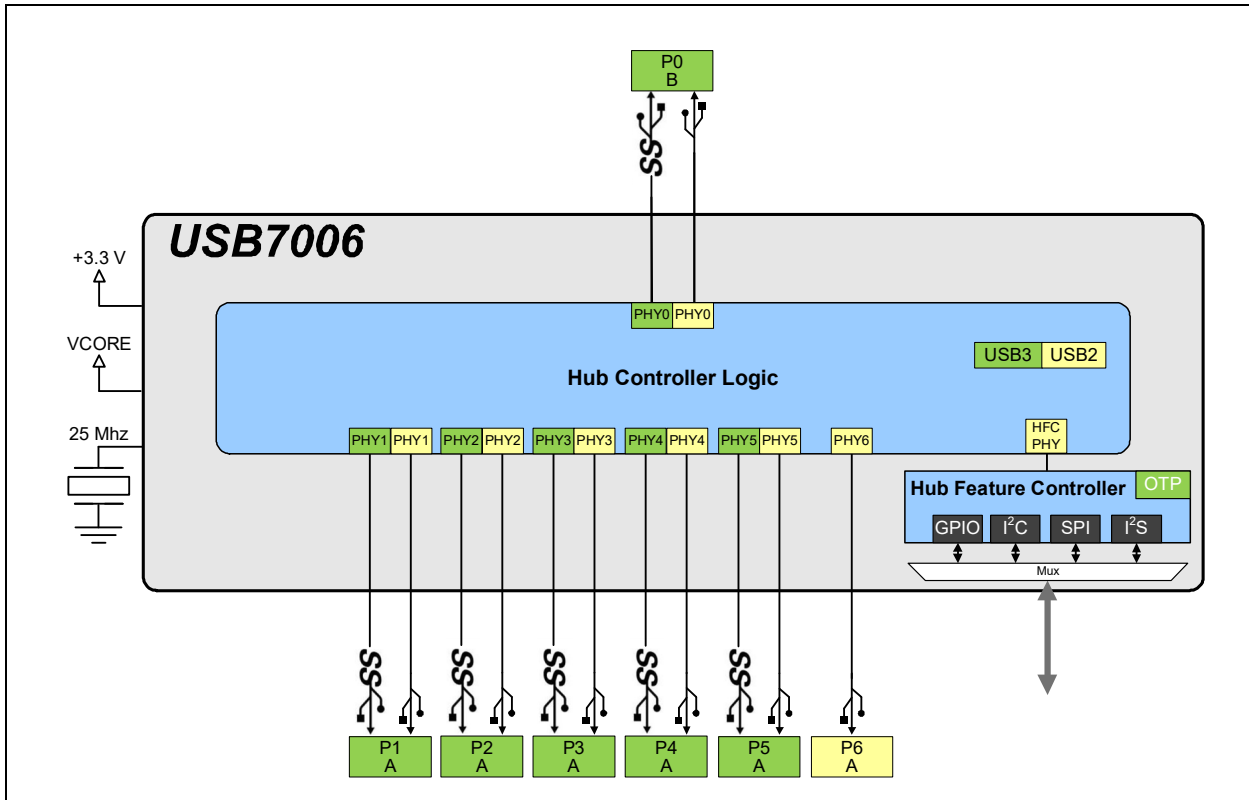 P0
B
SS
USB7006
+3.3 V
VCORE
25 Mhz
PHY0 PHY0
USB3 USB2
Hub Controller Logic
PHY1 PHY1 PHY2 PHY2 PHY3 PHY3 PHY4 PHY4 PHY5 PHY5 PHY6
HFC
PHY
Hub Feature Controller OTP
GPIO I²C SPI I²S
Mux
SS SS SS SS SS
P1
A
P2
A
P3
A
P4
A
P5
A
P6
A